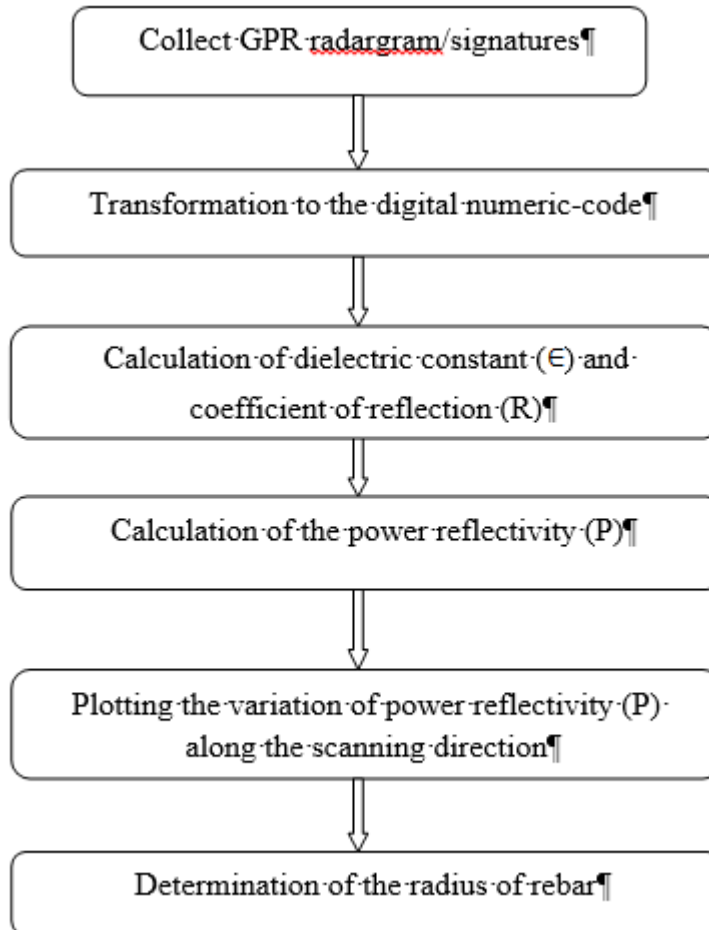 Collect·GPR·radargram/signatures¶
Transformation·to·the·digital·numeric-code¶
Calculation·of·dielectric·constant·(∈)·and·
coefficient·of·reflection·(R)¶
Calculation·of·the·power·reflectivity·(P)¶
Plotting·the·variation·of·power·reflectivity·(P)·
along·the·scanning·direction¶
Determination·of·the·radius·of·rebar¶